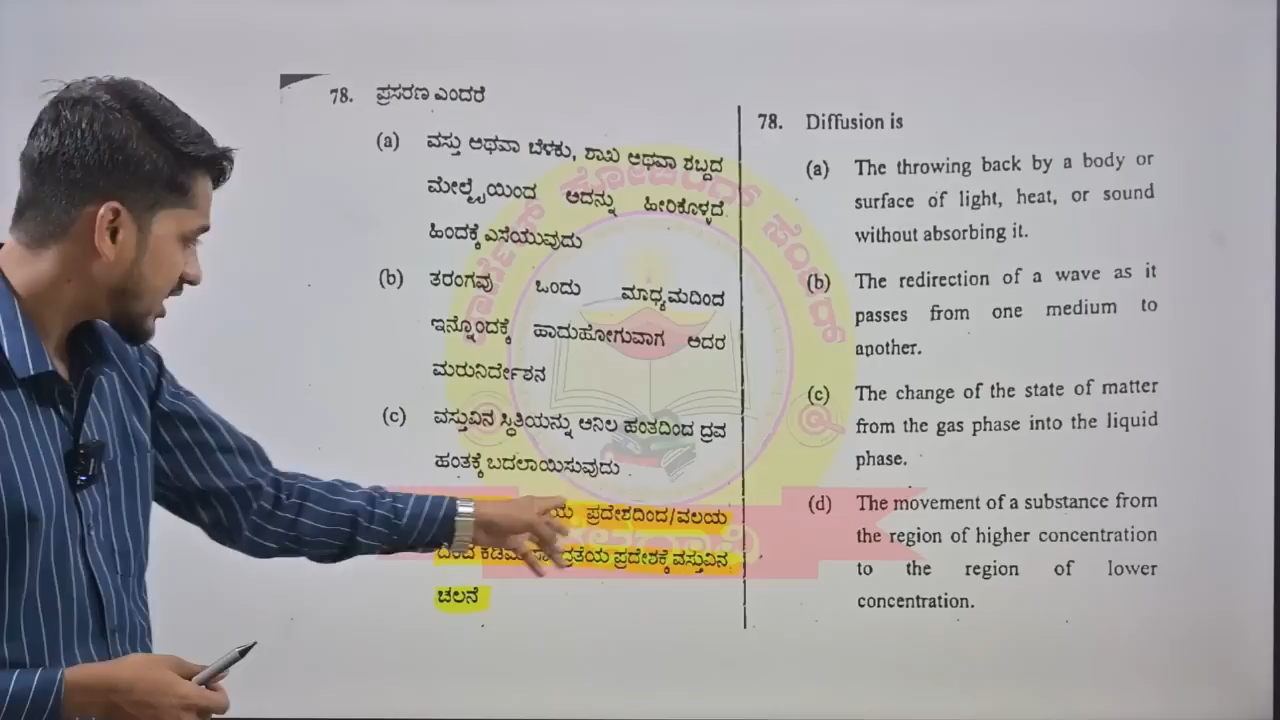 78. ಪ್ರಸರಣ ಎಂದರೆ
(a) ವಸ್ತು ಅಥವಾ ಬೆಳಕು, ಶಾಖ ಅಥವಾ ಶಬ್ದದ
ಮೇಲ್ಮೈಯಿಂದ ಅದನ್ನು ಹೀರಿಕೊಳ್ಳದೆ
ಹಿಂದಕ್ಕೆ ಎಸೆಯುವುದು
(b) ತರಂಗವು ಒಂದು ಮಾಧ್ಯಮದಿಂದ
ಇನ್ನೊಂದಕ್ಕೆ ಹಾದುಹೋಗುವಾಗ ಅದರ
ಮರುನಿರ್ದೇಶನ
(c) ವಸ್ತುವಿನ ಸ್ಥಿತಿಯನ್ನು ಅನಿಲ ಹಂತದಿಂದ ದ್ರವ
ಹಂತಕ್ಕೆ ಬದಲಾಯಿಸುವುದು
ಪ್ರದೇಶದಿಂದ/ವಲಯ
ಪ್ರದೇಶಕ್ಕೆ ವಸ್ತುವಿನ
ಚಲನೆ
78. Diffusion is
(a) The throwing back by a body or
surface of light, heat, or sound
without absorbing it.
(b) The redirection of a wave as it
passes from one medium to
another.
(c) The change of the state of matter
from the gas phase into the liquid
phase.
(d) The movement of a substance from
the region of higher concentration
to the region of lower
concentration.